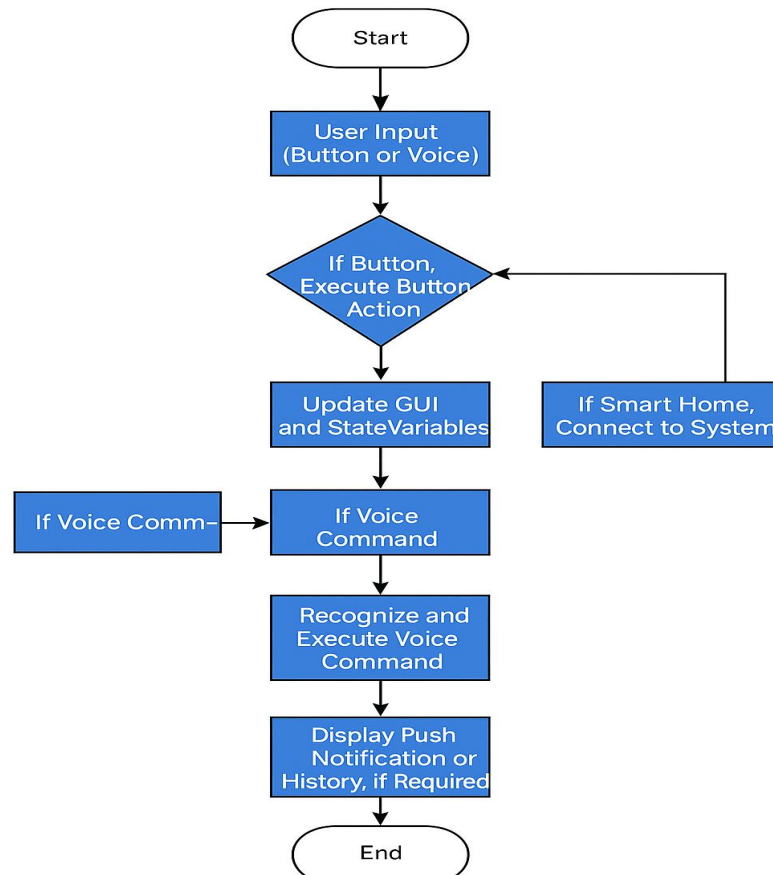 Start
User Input
(Button or Voice)
If Button,
Execute Button
Action
Update GUI
and StateVariables
If Smart Home,
Connect to System
If Voice Comm–
If Voice
Command
Recognize and
Execute Voice
Command
Display Push
Notification or
History, if Required
End